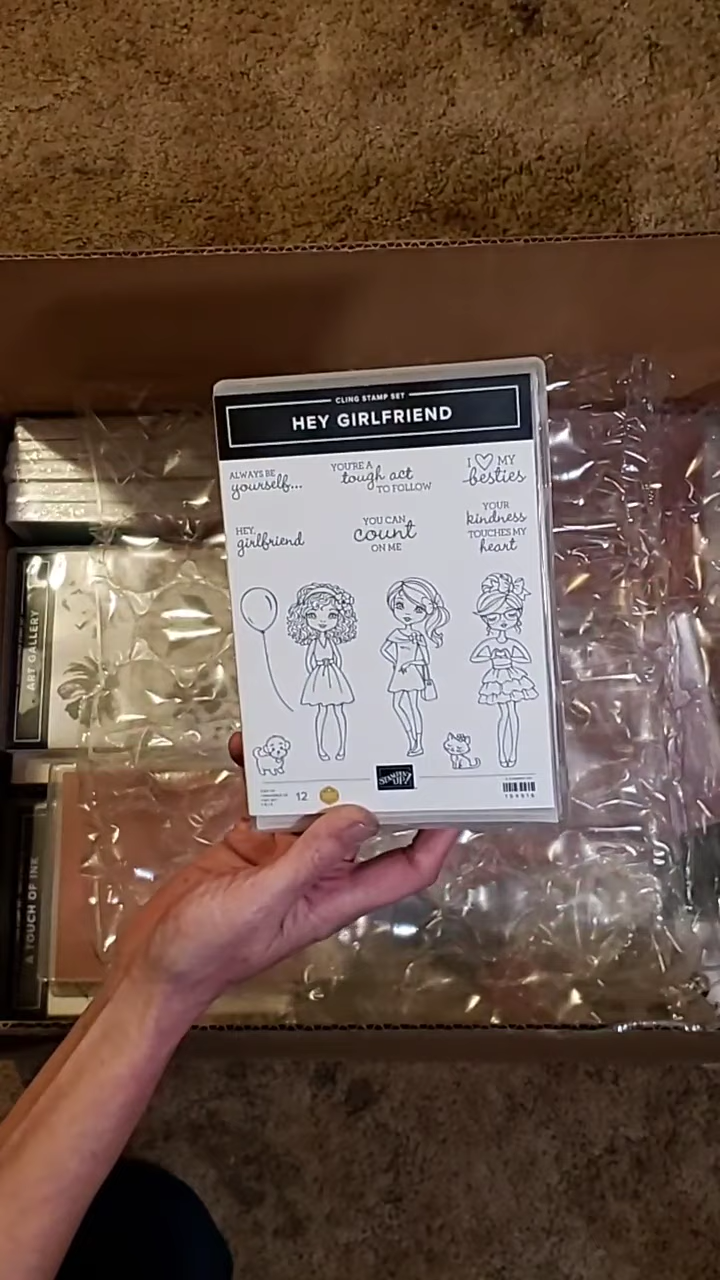 CLING STAMP SET
HEY GIRLFRIEND
ALWAYS BE
yourself...
YOU'RE A
tough act
TO FOLLOW
I ♡ MY
besties
HEY,
girlfriend
YOU CAN
count
ON ME
YOUR
kindness
TOUCHES MY
heart
12
STAMPIN' UP!
ART GALLERY
A TOUCH OF INK